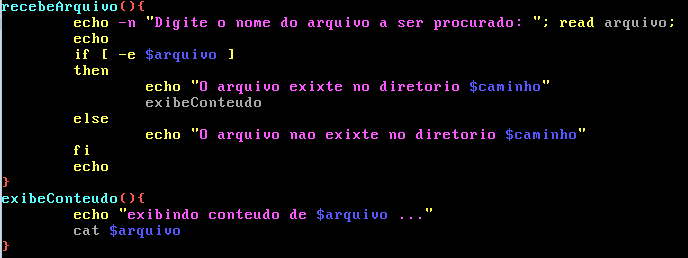 recebeArquivo(){
echo -n "Digite o nome do arquivo a ser procurado: "; read arquivo;
echo
if [ -e $arquivo ]
then
echo "O arquivo exixte no diretorio $caminho"
exibeConteudo
else
echo "O arquivo nao exixte no diretorio $caminho"
fi
echo
}
exibeConteudo(){
echo "exibindo conteudo de $arquivo ..."
cat $arquivo
}